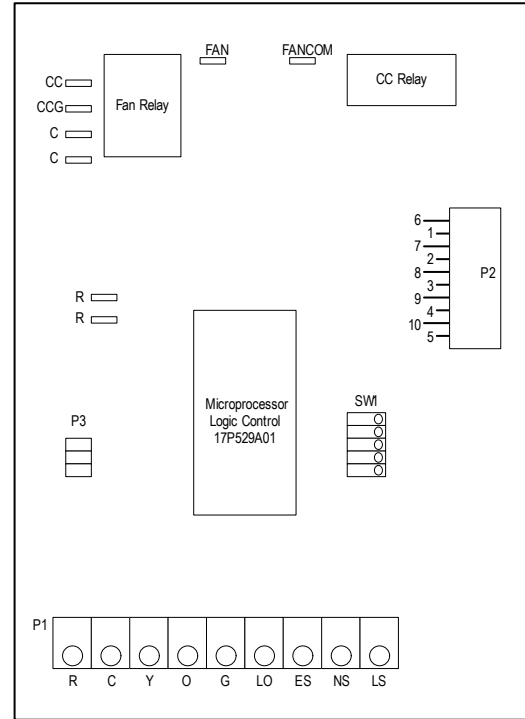 FAN
FANCOM
CC
CCG
C
C
Fan Relay
CC Relay
6
1
7
2
8
3
9
4
10
5
P2
R
R
Microprocessor
Logic Control
17P529A01
P3
SW1
P1
R C Y O G LO ES NS LS